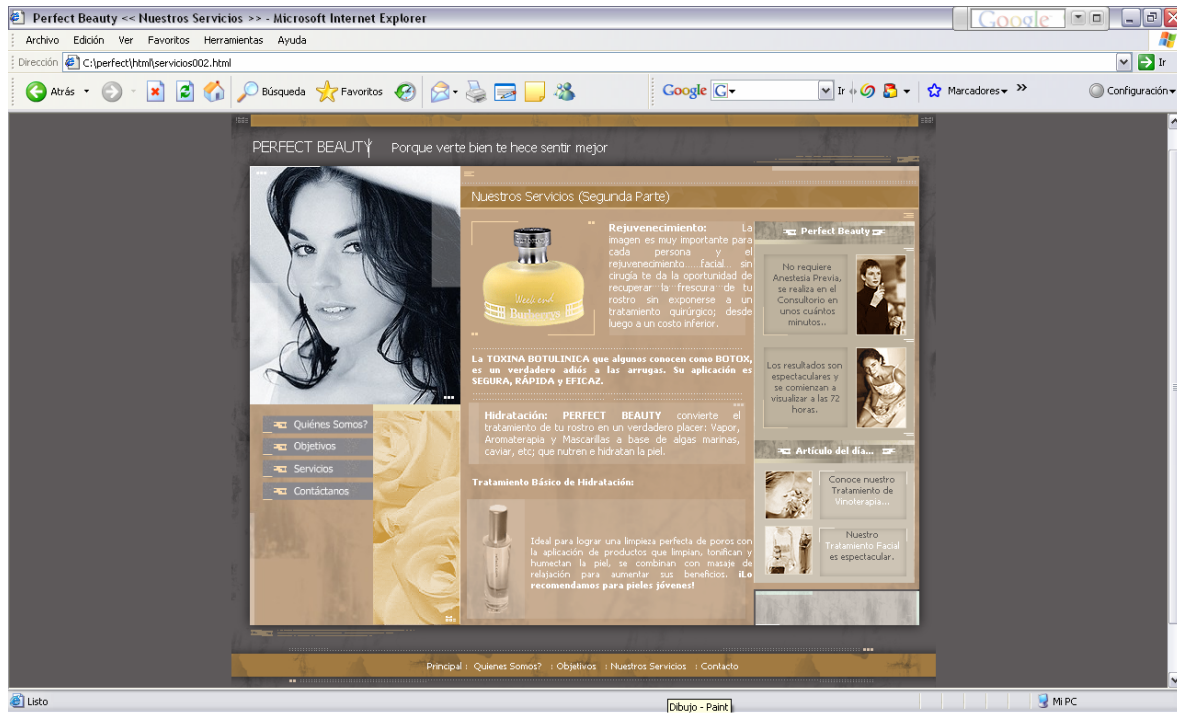 Perfect Beauty << Nuestros Servicios >> - Microsoft Internet Explorer
Google
Archivo Edición Ver Favoritos Herramientas Ayuda
Dirección C:\perfect\html\servicios002.html Ir
Atrás Búsqueda Favoritos Google G Ir Marcadores >> Configuración
PERFECT BEAUTY Porque verte bien te hece sentir mejor
Nuestros Servicios (Segunda Parte)
Week end
Burberrys
Rejuvenecimiento: La
imagen es muy importante para
cada persona y el
rejuvenecimiento facial sin
cirugía te da la oportunidad de
recuperar la frescura de tu
rostro sin exponerse a un
tratamiento quirúrgico; desde
luego a un costo inferior.
La TOXINA BOTULINICA que algunos conocen como BOTOX,
es un verdadero adiós a las arrugas. Su aplicación es
SEGURA, RÁPIDA y EFICA2.
Hidratación: PERFECT BEAUTY convierte el
tratamiento de tu rostro en un verdadero placer: Vapor,
Aromaterapia y Mascarillas a base de algas marinas,
caviar, etc; que nutren e hidratan la piel.
Tratamiento Básico de Hidratación:
Ideal para lograr una limpieza perfecta de poros con
la aplicación de productos que limpian, tonifican y
humectan la piel, se combinan con masaje de
relajación para aumentar sus beneficios. ¡Lo
recomendamos para pieles jóvenes!
Perfect Beauty
No requiere
Anestesia Previa,
se realiza en el
Consultorio en
unos cuántos
minutos..
Los resultados son
espectaculares y
se comienzan a
visualizar a las 72
horas.
Artículo del día...
Conoce nuestro
Tratamiento de
Vinoterapia...
Nuestro
Tratamiento Facial
es espectacular.
Quiénes Somos?
Objetivos
Servicios
Contáctanos
Principal : Quienes Somos? : Objetivos : Nuestros Servicios : Contacto
Listo
Mi PC
Dibujo - Paint